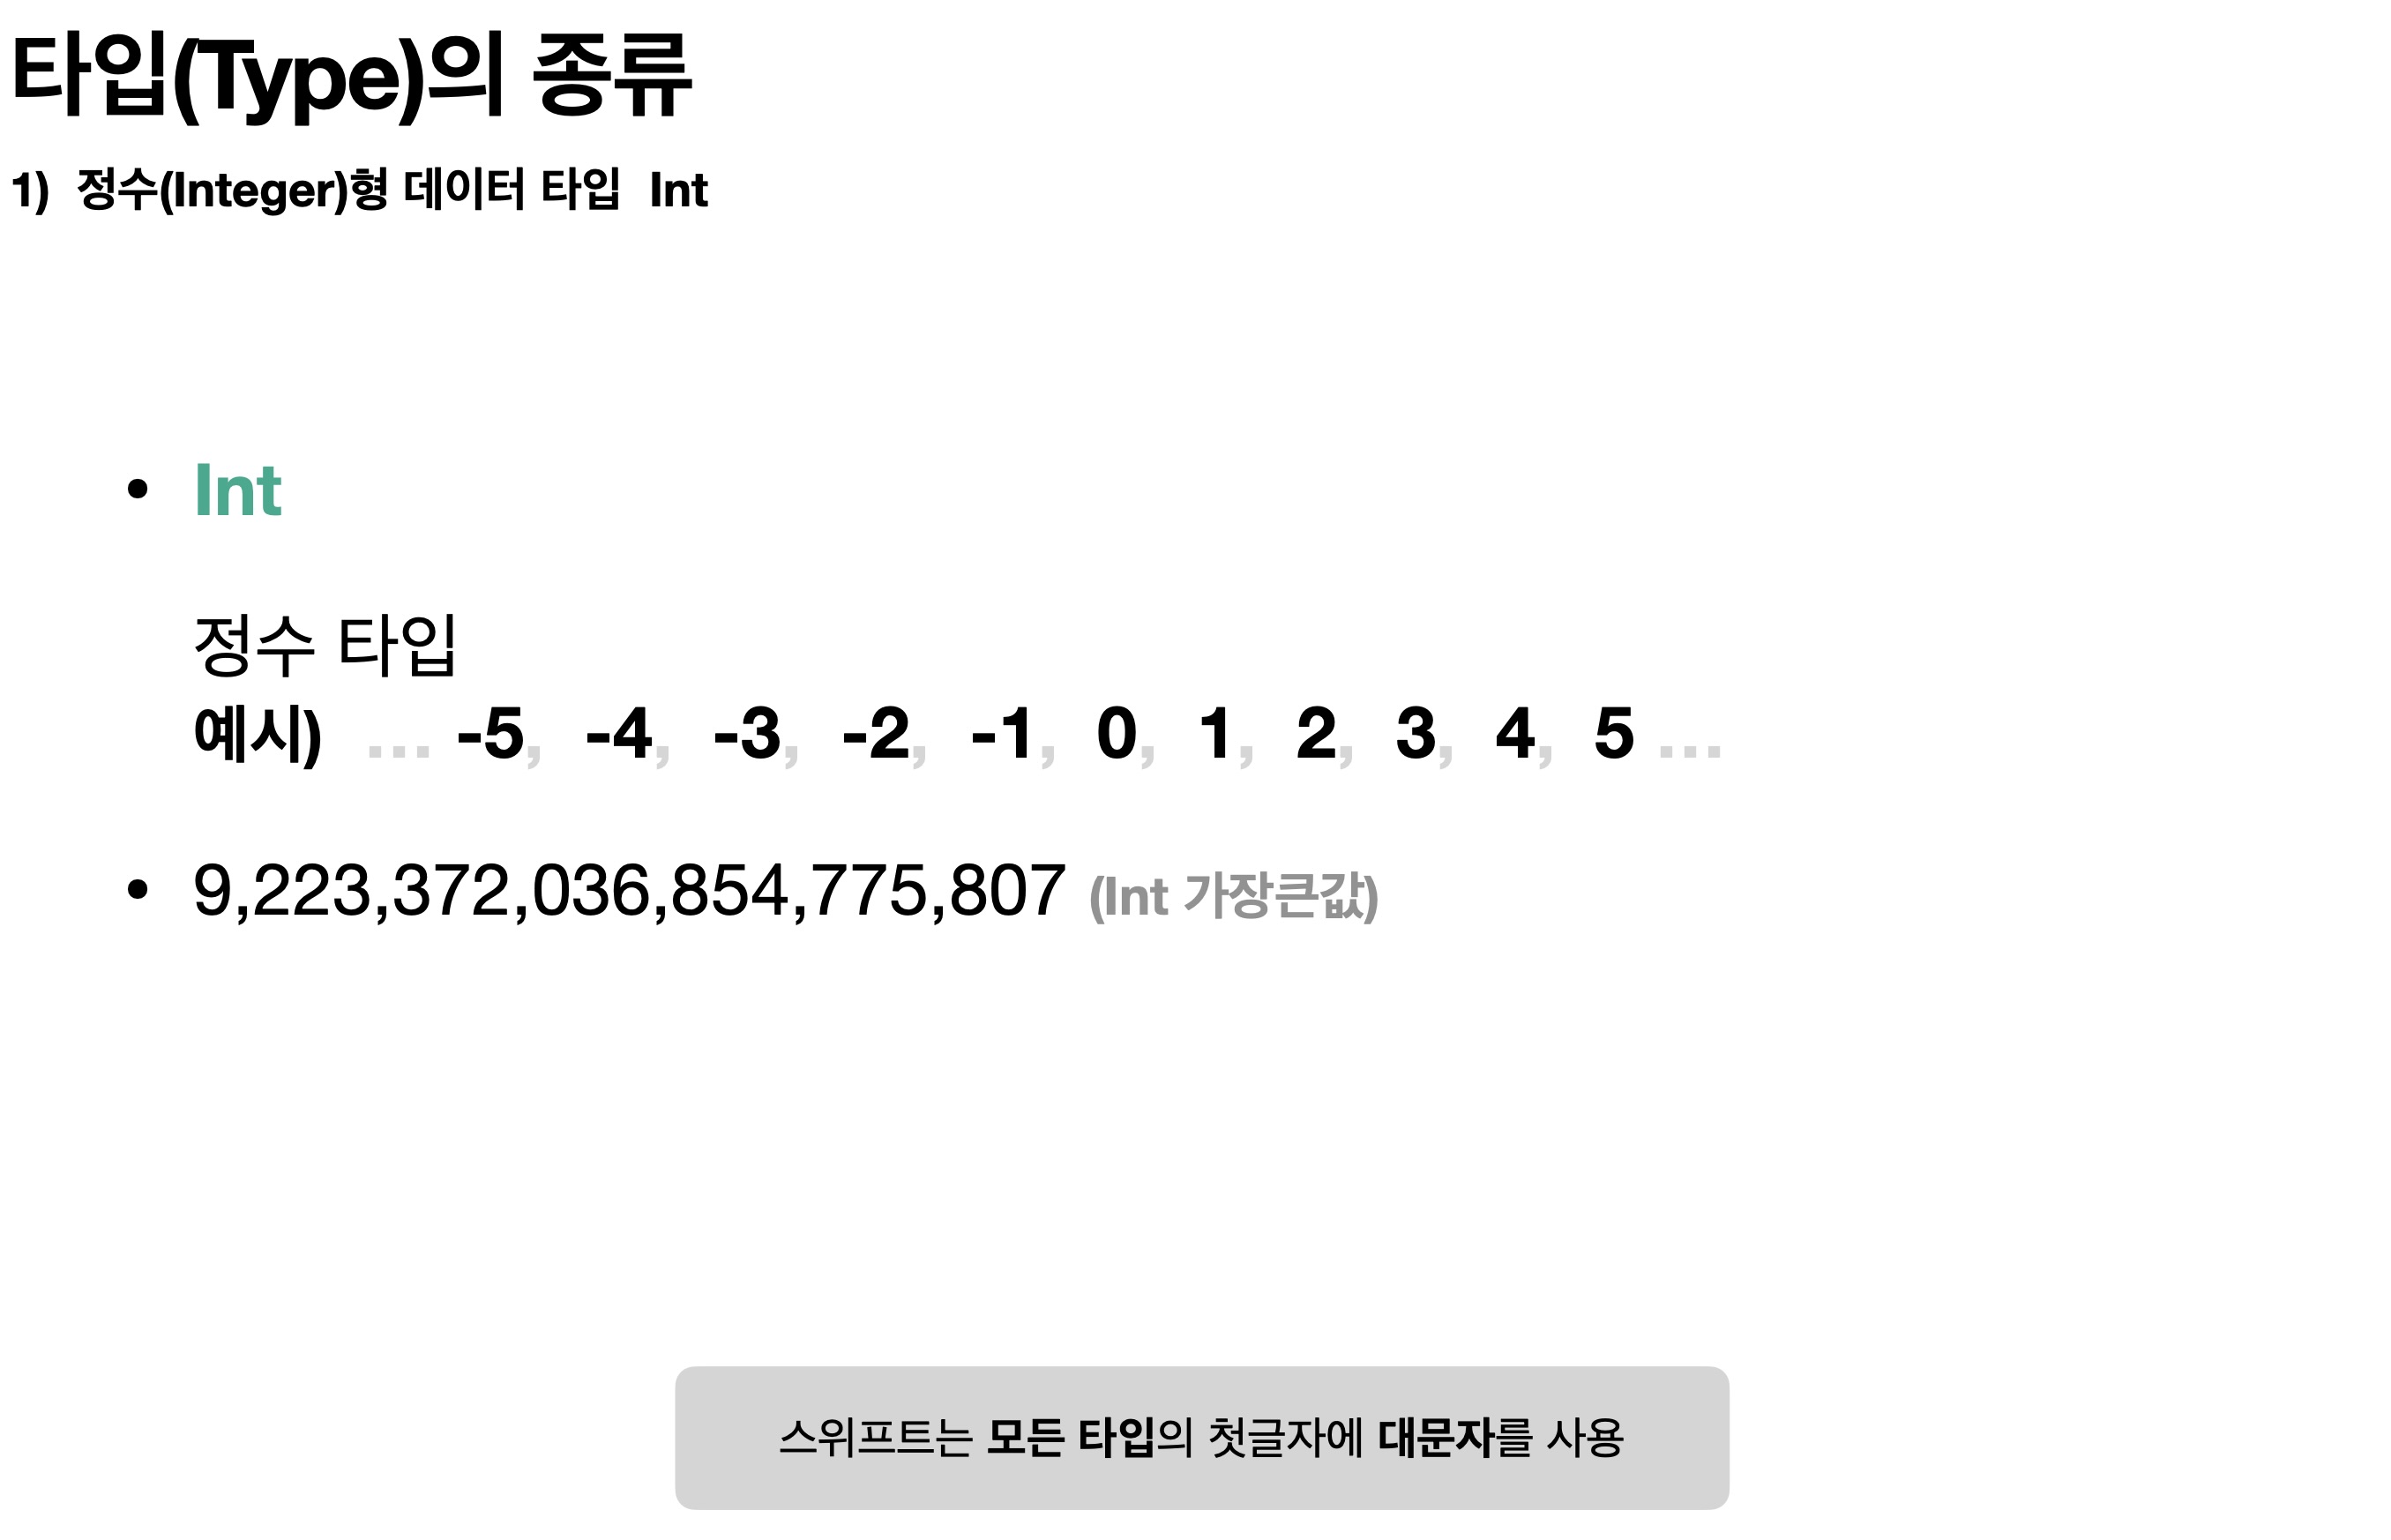 타입(Type)의 종류
1) 정수(Integer)형 데이터 타입 Int
• Int
정수 타입
예시) ... -5, -4, -3, -2, -1, 0, 1, 2, 3, 4, 5 ...
• 9,223,372,036,854,775,807 (Int 가장큰값)
스위프트는 모든 타입의 첫글자에 대문자를 사용